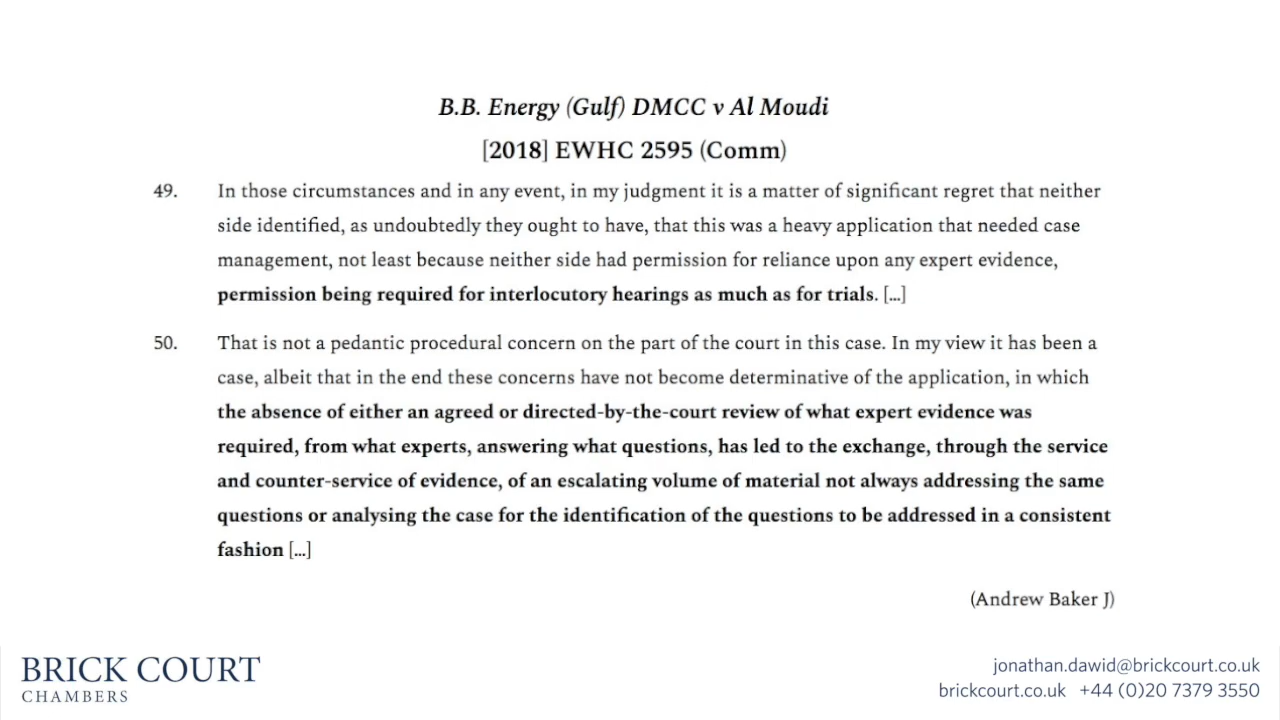 B.B. Energy (Gulf) DMCC v Al Moudi
[2018] EWHC 2595 (Comm)
49. In those circumstances and in any event, in my judgment it is a matter of significant regret that neither
side identified, as undoubtedly they ought to have, that this was a heavy application that needed case
management, not least because neither side had permission for reliance upon any expert evidence,
permission being required for interlocutory hearings as much as for trials. [...]
50. That is not a pedantic procedural concern on the part of the court in this case. In my view it has been a
case, albeit that in the end these concerns have not become determinative of the application, in which
the absence of either an agreed or directed-by-the-court review of what expert evidence was
required, from what experts, answering what questions, has led to the exchange, through the service
and counter-service of evidence, of an escalating volume of material not always addressing the same
questions or analysing the case for the identification of the questions to be addressed in a consistent
fashion [...]
(Andrew Baker J)
BRICK COURT
CHAMBERS
jonathan.dawid@brickcourt.co.uk
brickcourt.co.uk +44 (0)20 7379 3550